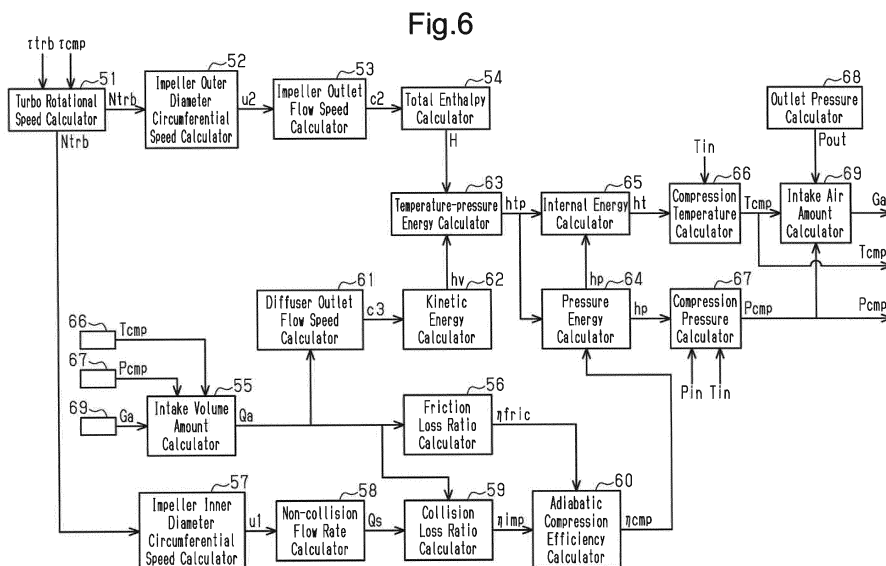 Fig.6
τtrb τcmp
51
Turbo Rotational
Speed Calculator
Ntrb
Ntrb
52
Impeller Outer
Diameter
Circumferential
Speed Calculator
u2
53
Impeller Outlet
Flow Speed
Calculator
c2
54
Total Enthalpy
Calculator
H
68
Outlet Pressure
Calculator
Pout
63
Temperature-pressure
Energy Calculator
htp
65
Internal Energy
Calculator
ht
Tin
66
Compression
Temperature
Calculator
Tcmp
69
Intake Air
Amount
Calculator
Ga
Tcmp
61
Diffuser Outlet
Flow Speed
Calculator
c3
hv
62
Kinetic
Energy
Calculator
hp
64
Pressure
Energy
Calculator
hp
67
Compression
Pressure
Calculator
Pcmp
Pcmp
Pin Tin
66
Tcmp
67
Pcmp
69
Ga
55
Intake Volume
Amount
Calculator
Qa
56
Friction
Loss Ratio
Calculator
ηfric
57
Impeller Inner
Diameter
Circumferential
Speed Calculator
u1
58
Non-collision
Flow Rate
Calculator
Qs
59
Collision
Loss Ratio
Calculator
ηimp
60
Adiabatic
Compression
Efficiency
Calculator
ηcmp